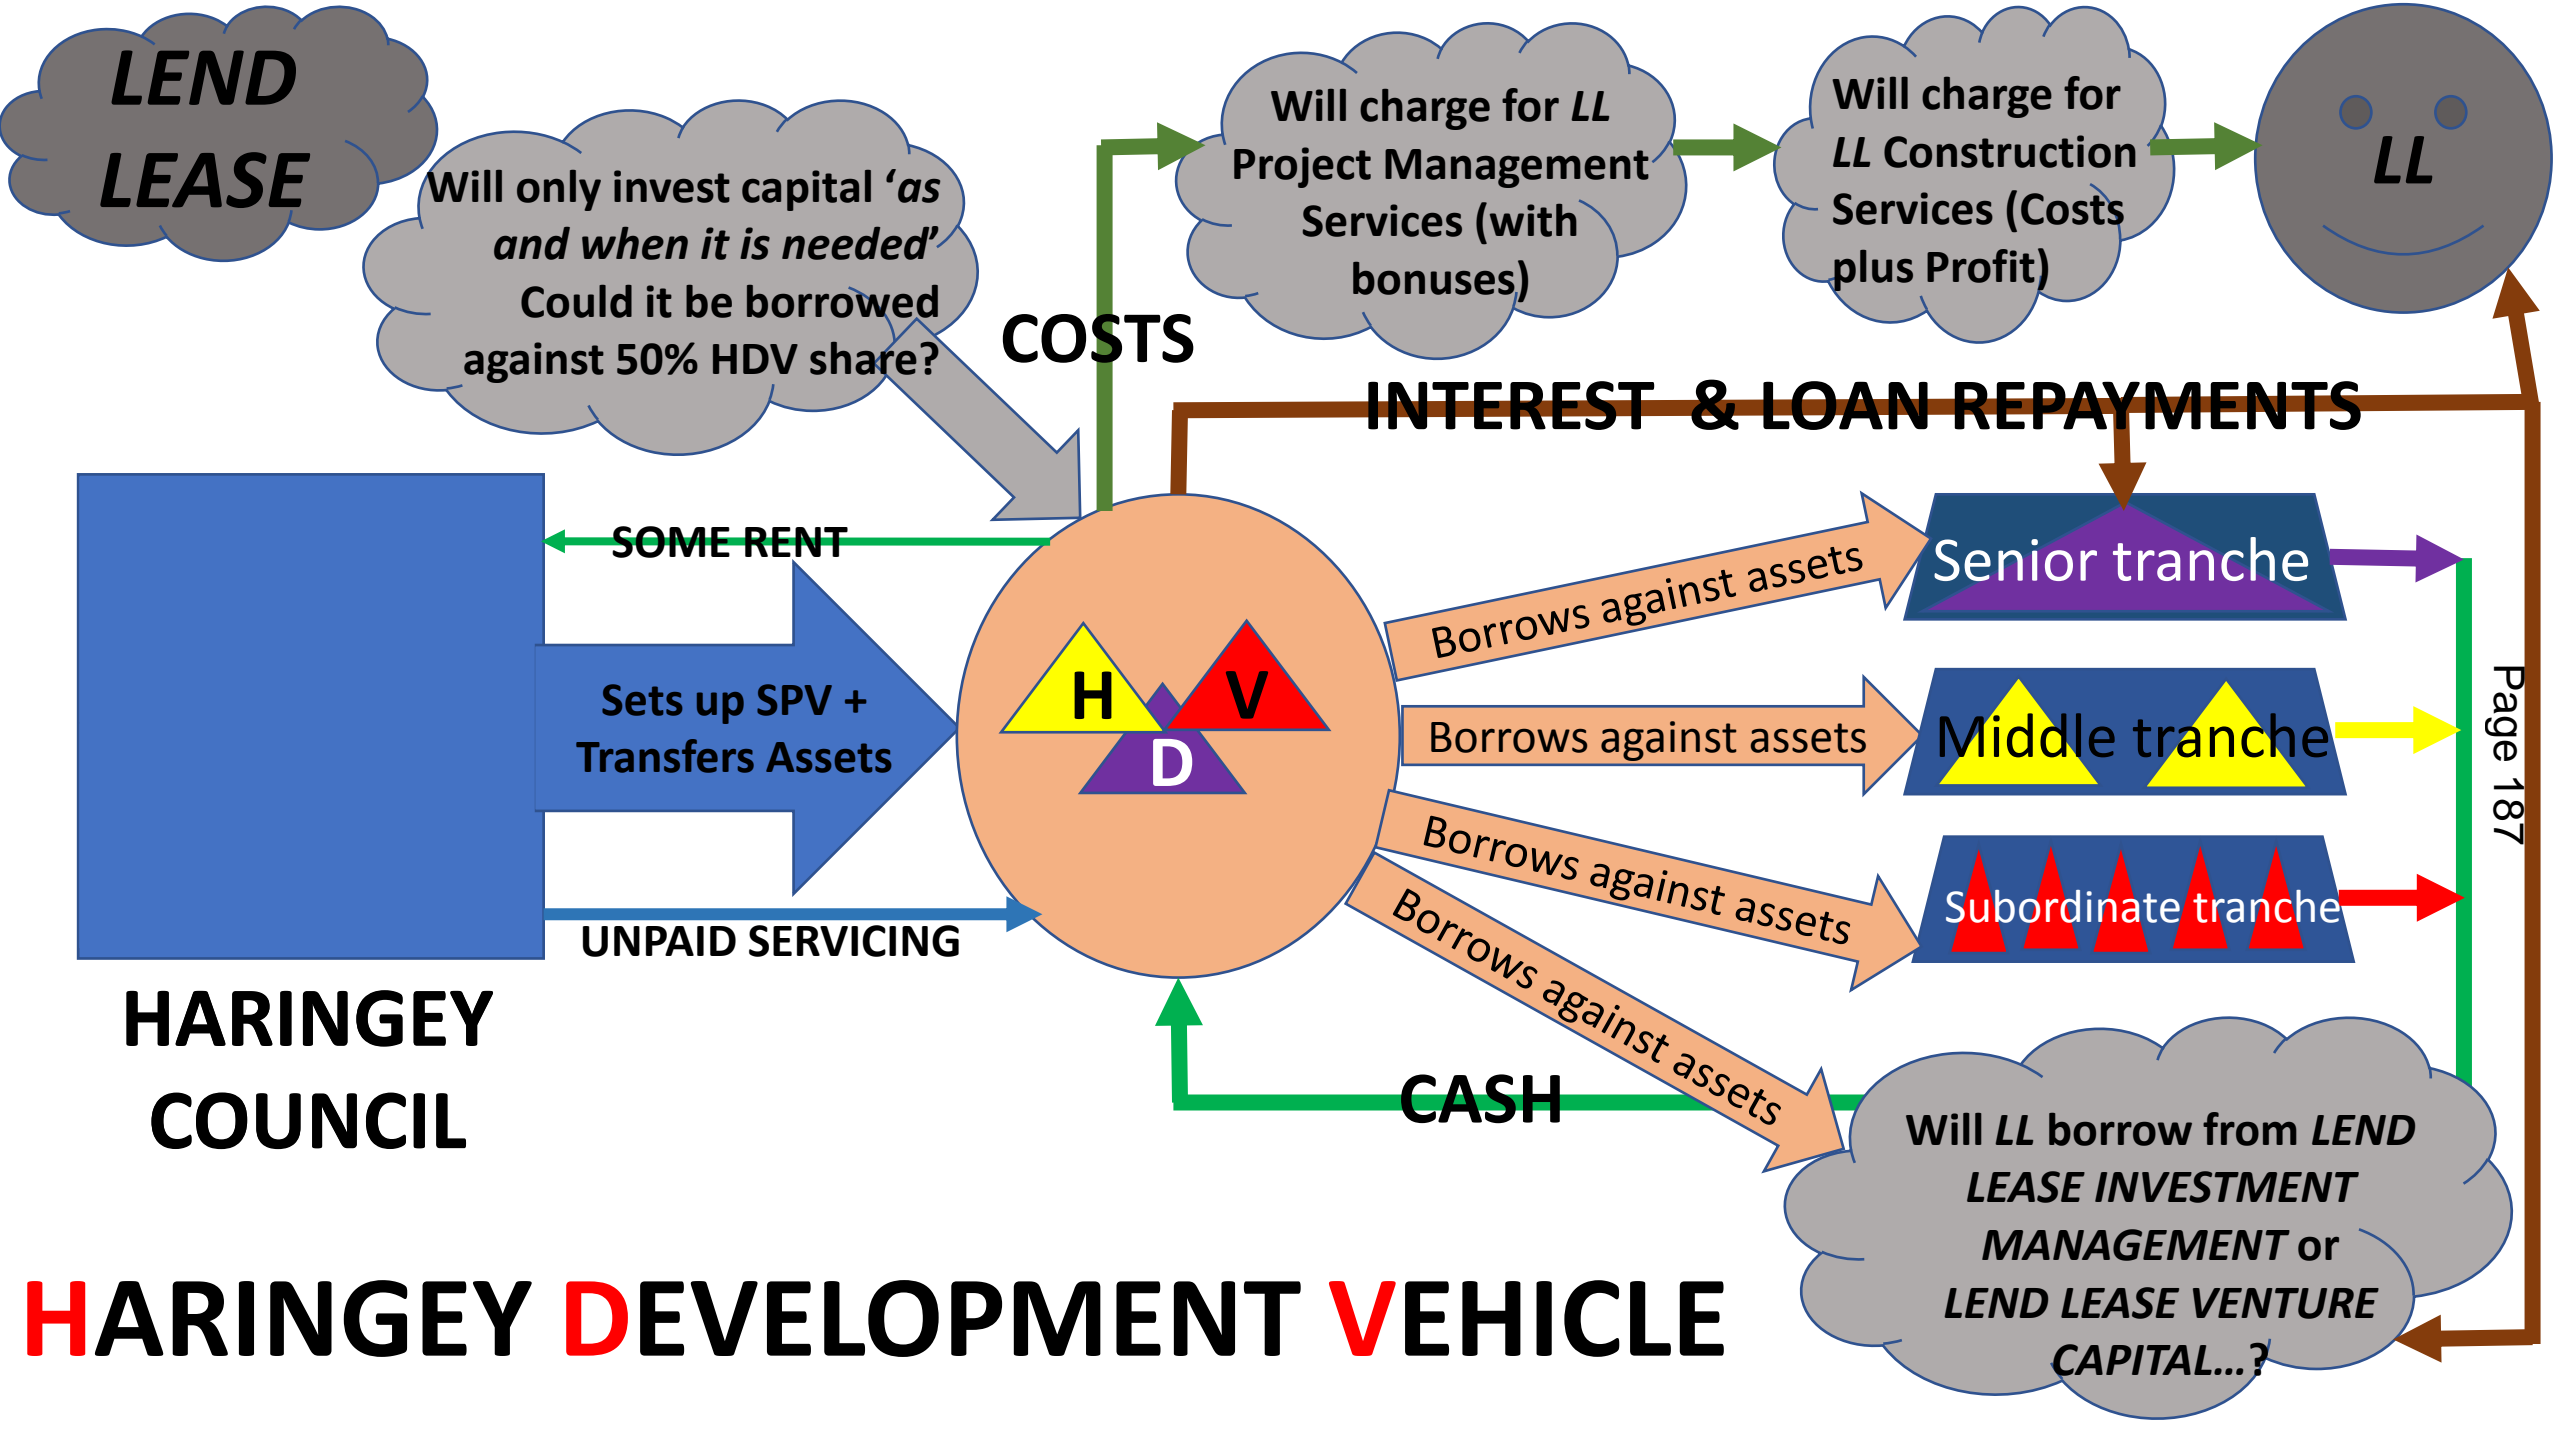 LEND
LEASE
Will only invest capital ‘as
and when it is needed’
Could it be borrowed
against 50% HDV share?
COSTS
Will charge for LL
Project Management
Services (with
bonuses)
Will charge for
LL Construction
Services (Costs
plus Profit)
LL
INTEREST & LOAN REPAYMENTS
SOME RENT
Sets up SPV +
Transfers Assets
UNPAID SERVICING
HARINGEY
COUNCIL
H
V
D
Borrows against assets
Borrows against assets
Borrows against assets
Borrows against assets
Senior tranche
Middle tranche
Subordinate tranche
Page 187
CASH
Will LL borrow from LEND
LEASE INVESTMENT
MANAGEMENT or
LEND LEASE VENTURE
CAPITAL...?
HARINGEY DEVELOPMENT VEHICLE